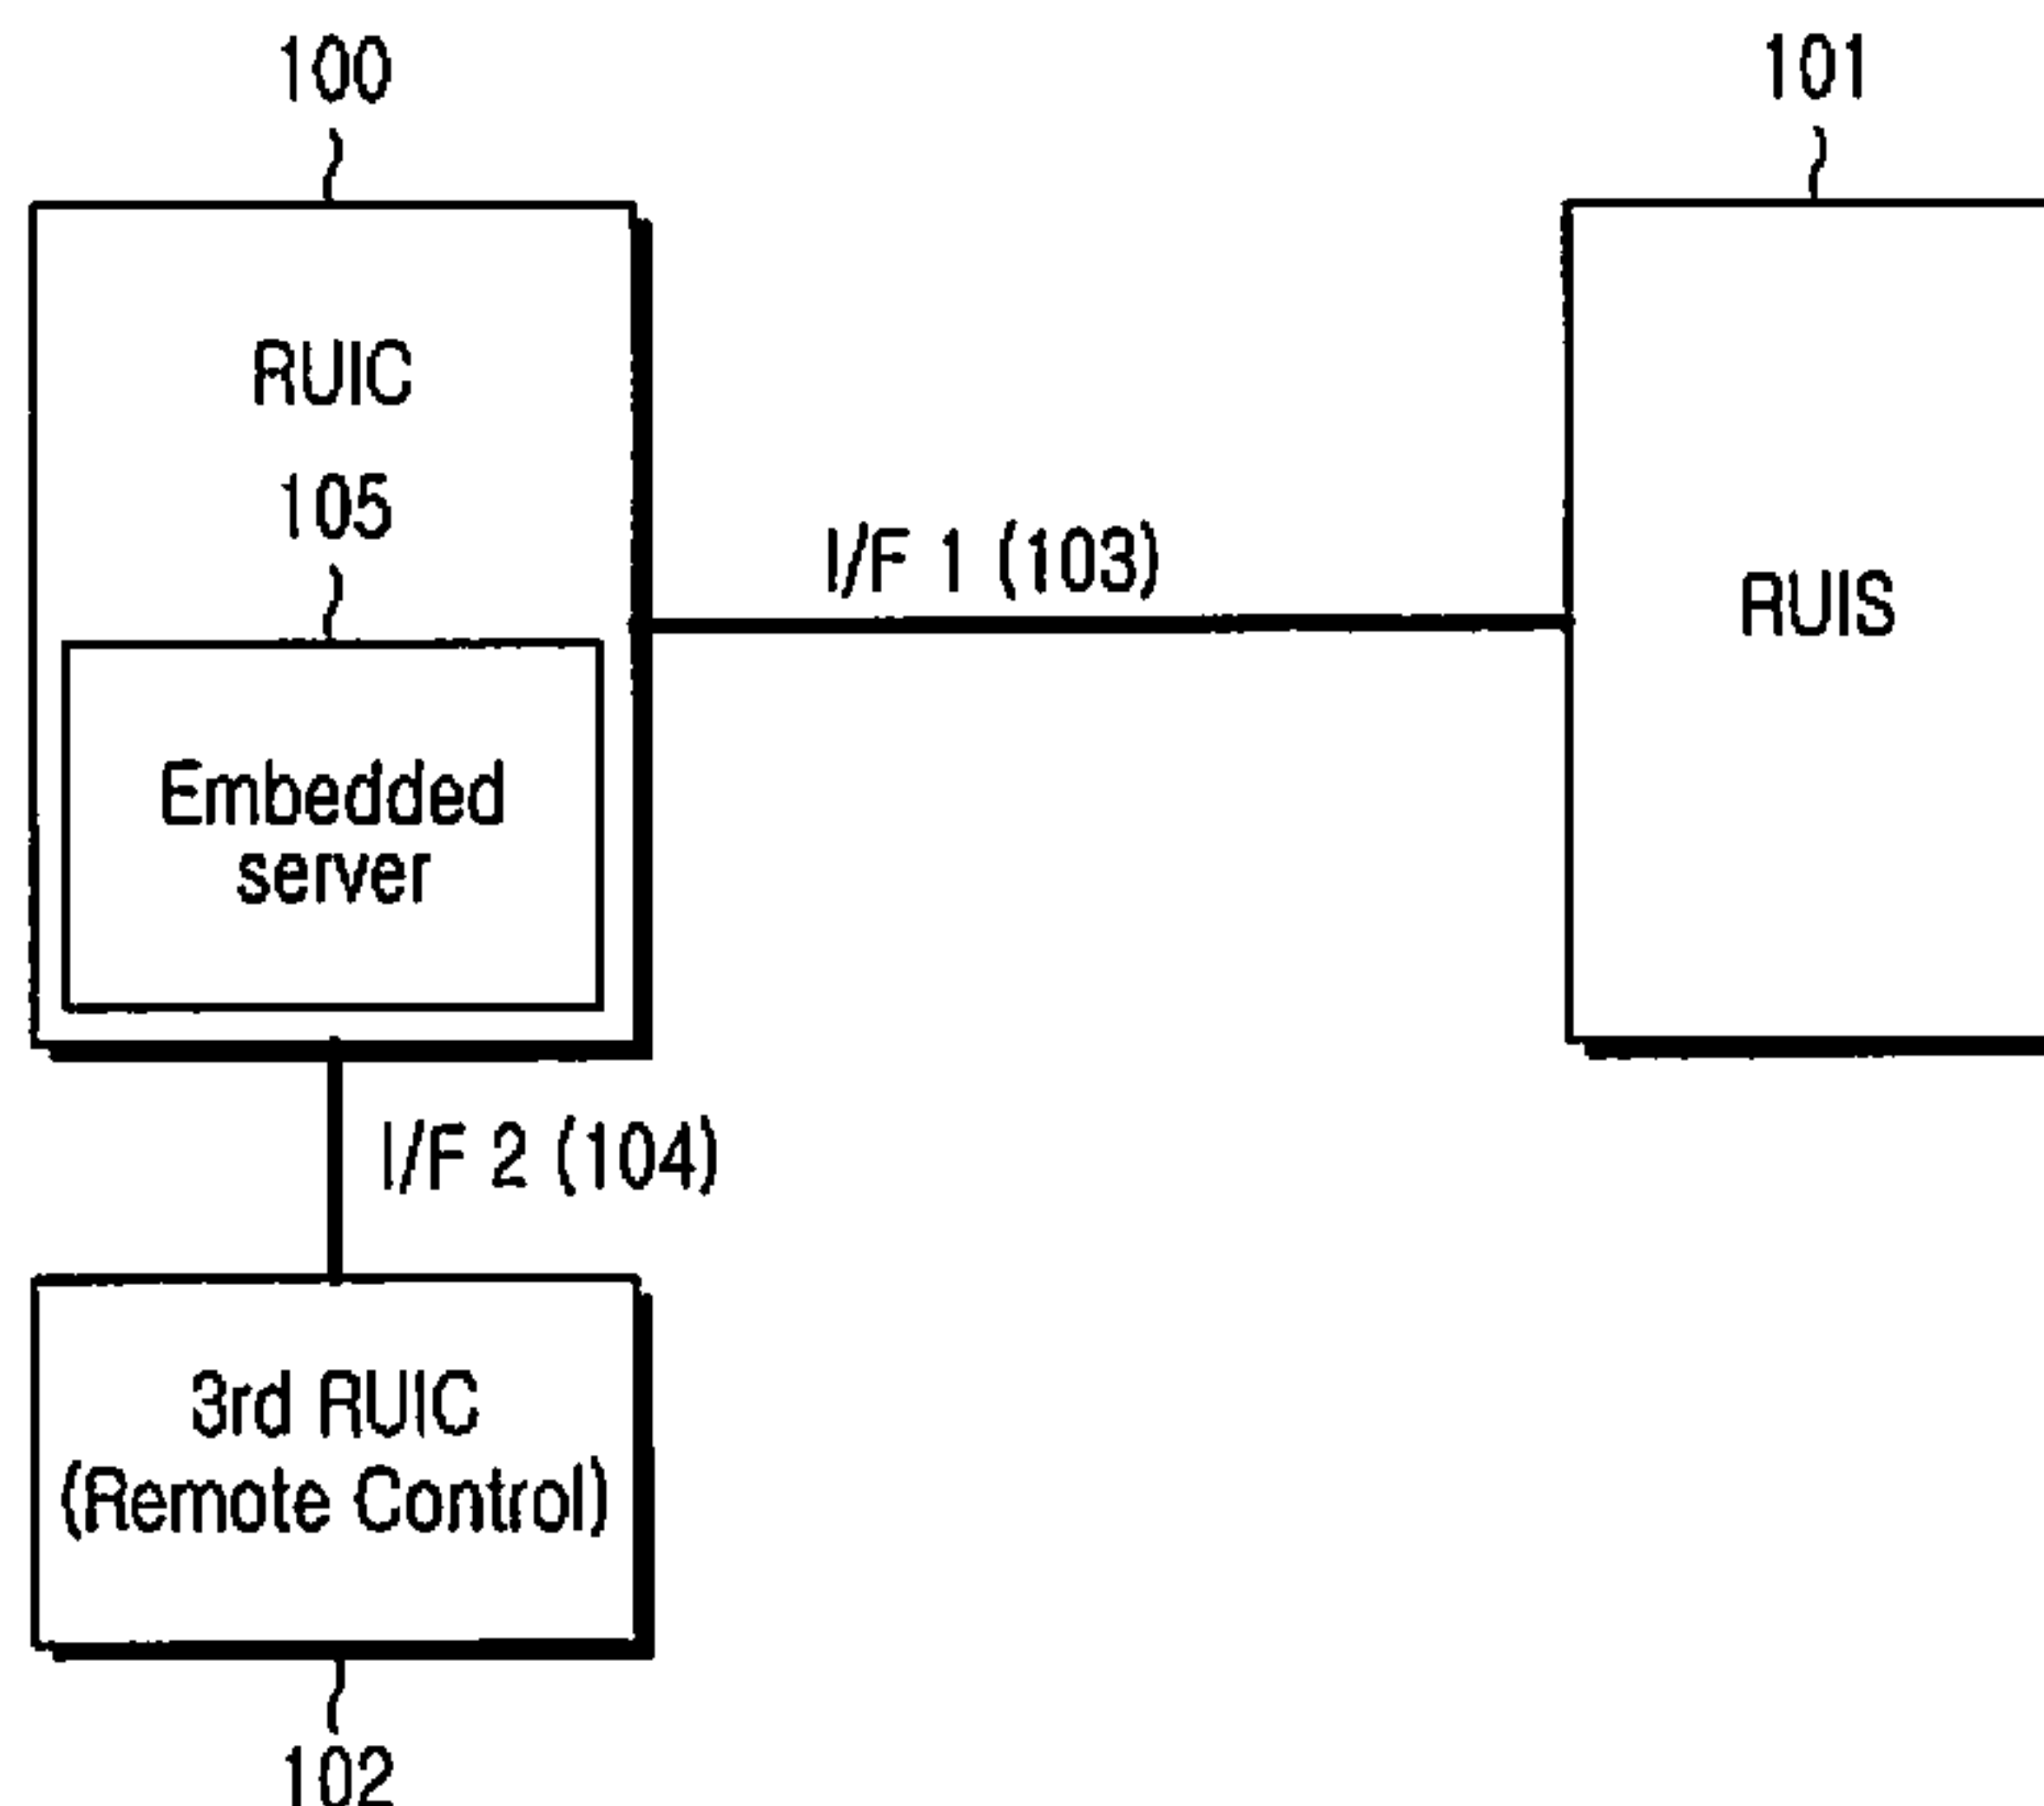 100
101
RUIC
105
I/F 1 (103)
RUIS
Embedded
server
I/F 2 (104)
3rd RUIC
(Remote Control)
102